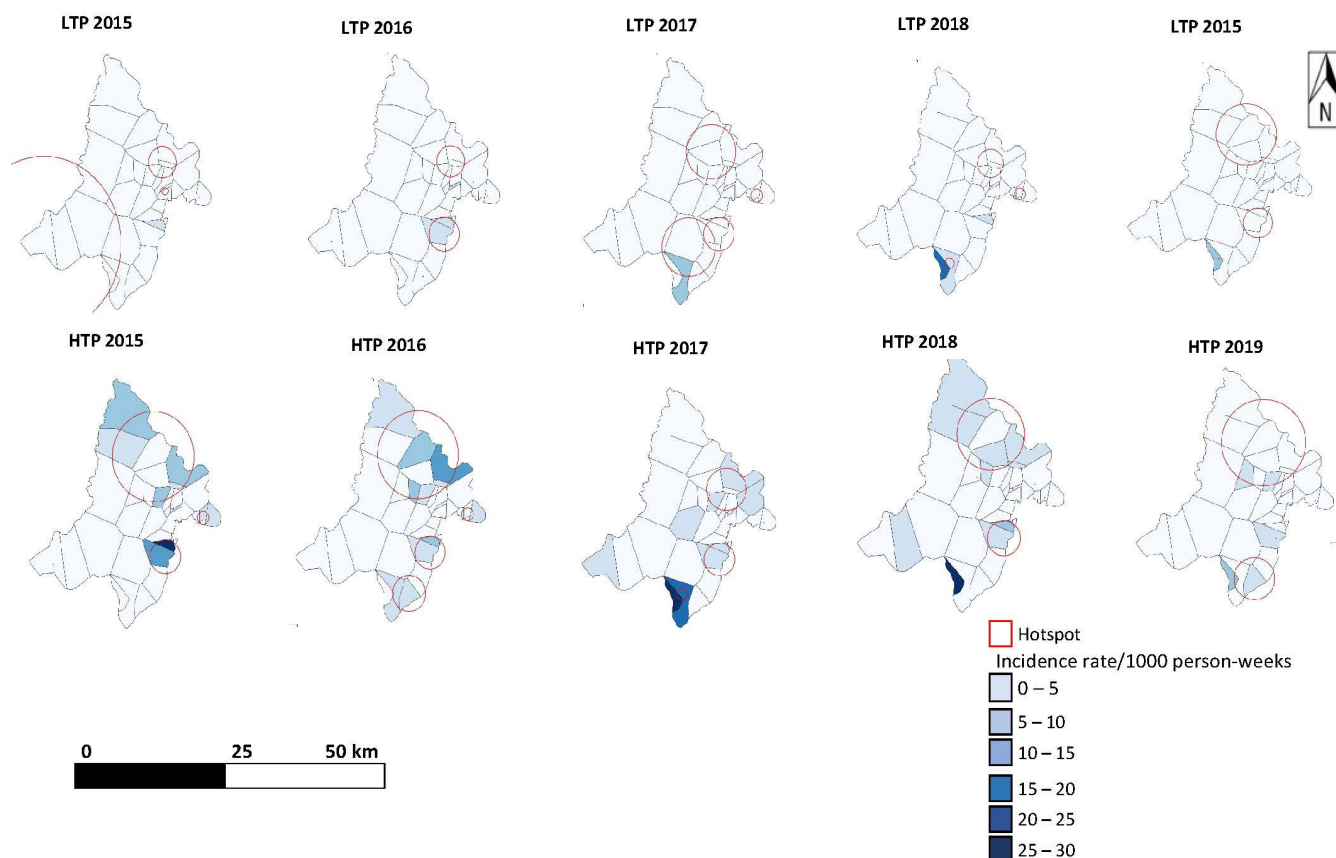 LTP 2015
LTP 2016
LTP 2017
LTP 2018
LTP 2015
N
HTP 2015
HTP 2016
HTP 2017
HTP 2018
HTP 2019
Hotspot
Incidence rate/1000 person-weeks
0 – 5
5 – 10
10 – 15
15 – 20
20 – 25
25 – 30
0 25 50 km